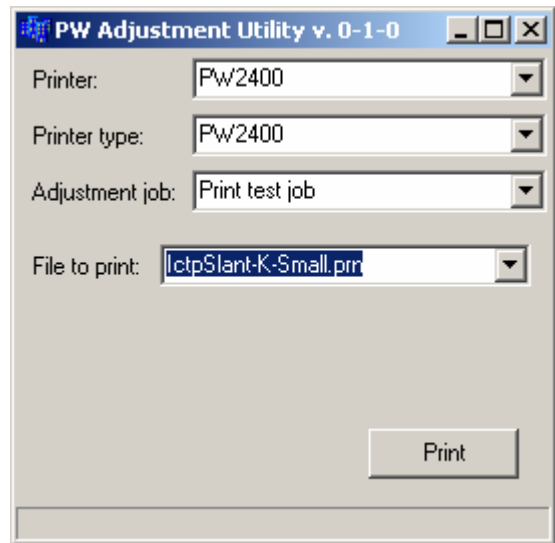 PW Adjustment Utility v. 0-1-0
Printer: PW2400
Printer type: PW2400
Adjustment job: Print test job
File to print: IctpSlant-K-Small.prn
Print